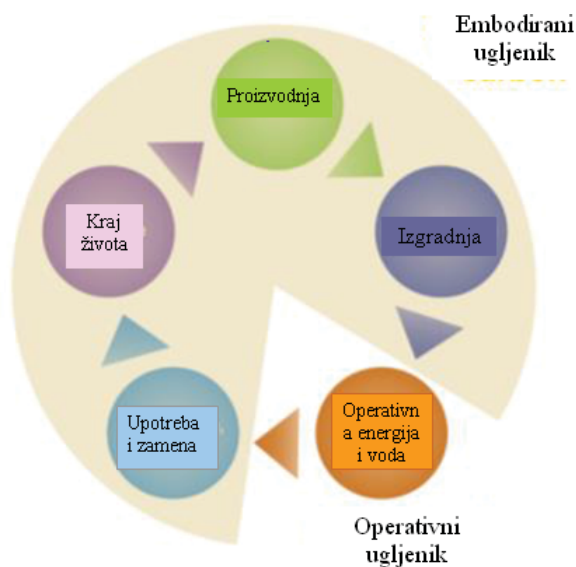 Embodirani
ugljenik
Proizvodnja
Kraj
života
Izgradnja
Upotreba
i zamena
Operativn
a energija
i voda
Operativni
ugljenik